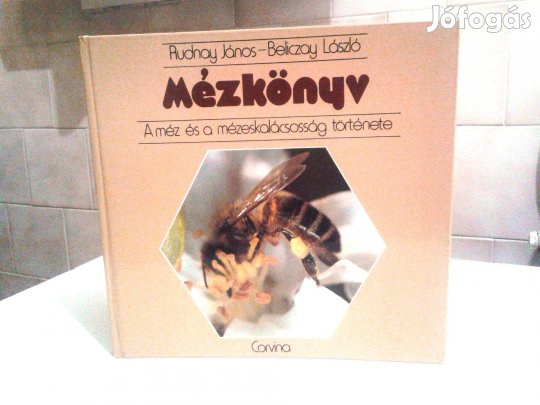 Jófogás
Rudnay János-Beliczay László
Mézkönyv
A méz és a mézeskalácsosság története
Corvina